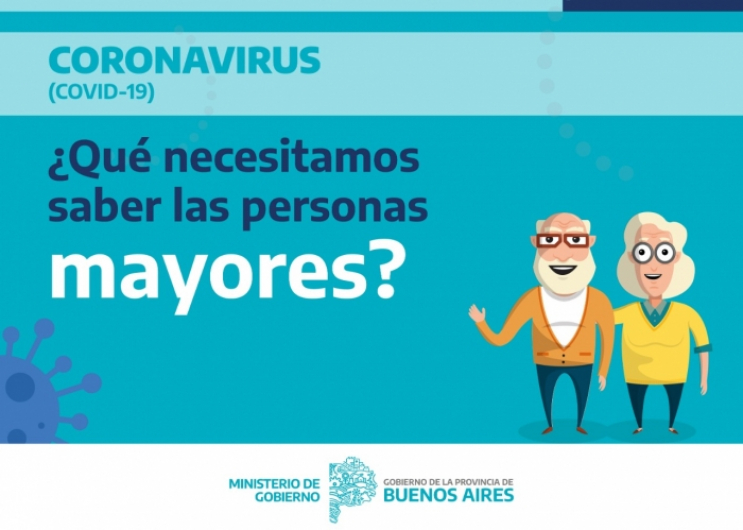 CORONAVIRUS
(COVID-19)
¿Qué necesitamos
saber las personas
mayores?
MINISTERIO DE
GOBIERNO
GOBIERNO DE LA PROVINCIA DE
BUENOS AIRES